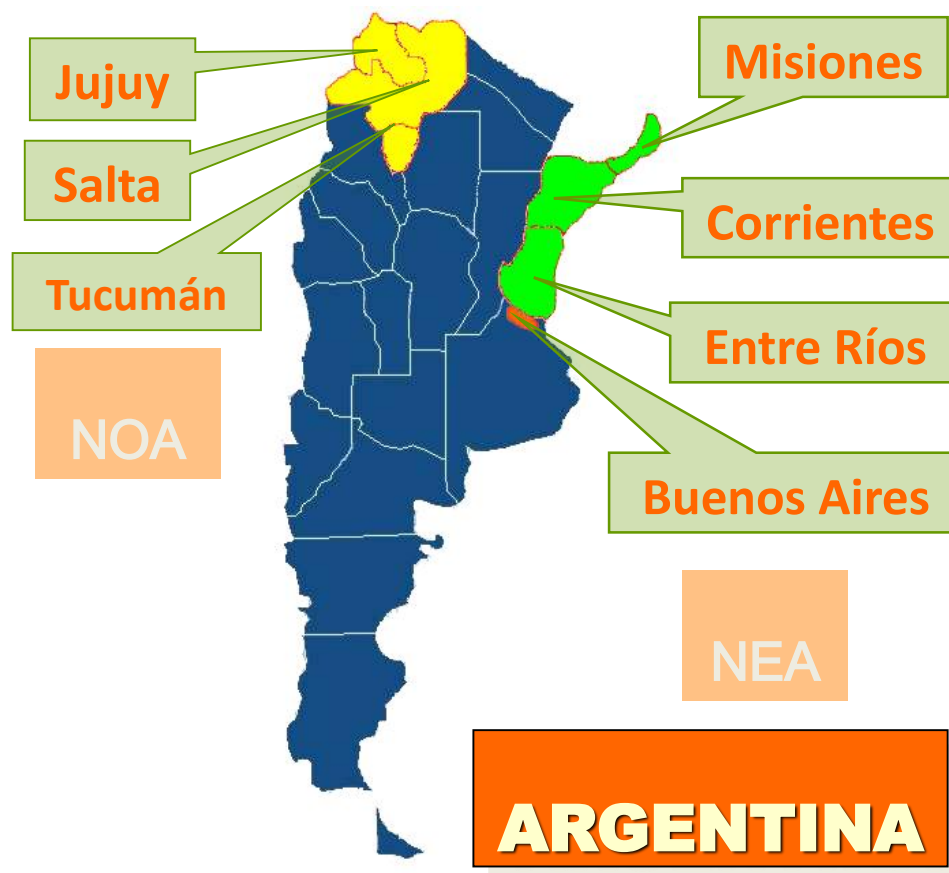 Jujuy
Salta
Tucumán
NOA
Misiones
Corrientes
Entre Ríos
Buenos Aires
NEA
ARGENTINA